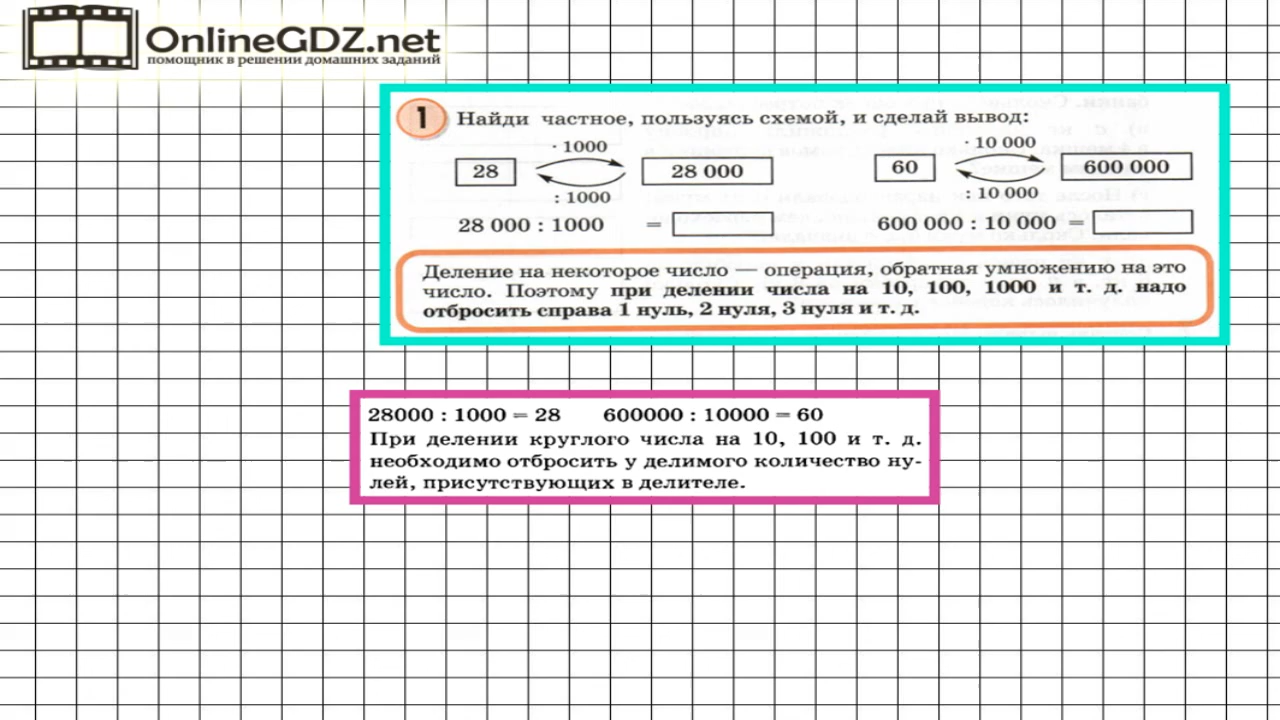 OnlineGDZ.net
помощник в решении домашних заданий
1 Найди частное, пользуясь схемой, и сделай вывод:
· 1000
28 28 000
: 1000
28 000 : 1000 =
· 10 000
60 600 000
: 10 000
600 000 : 10 000 =
Деление на некоторое число — операция, обратная умножению на это
число. Поэтому при делении числа на 10, 100, 1000 и т. д. надо
отбросить справа 1 нуль, 2 нуля, 3 нуля и т. д.
28000 : 1000 = 28 600000 : 10000 = 60
При делении круглого числа на 10, 100 и т. д.
необходимо отбросить у делимого количество ну-
лей, присутствующих в делителе.